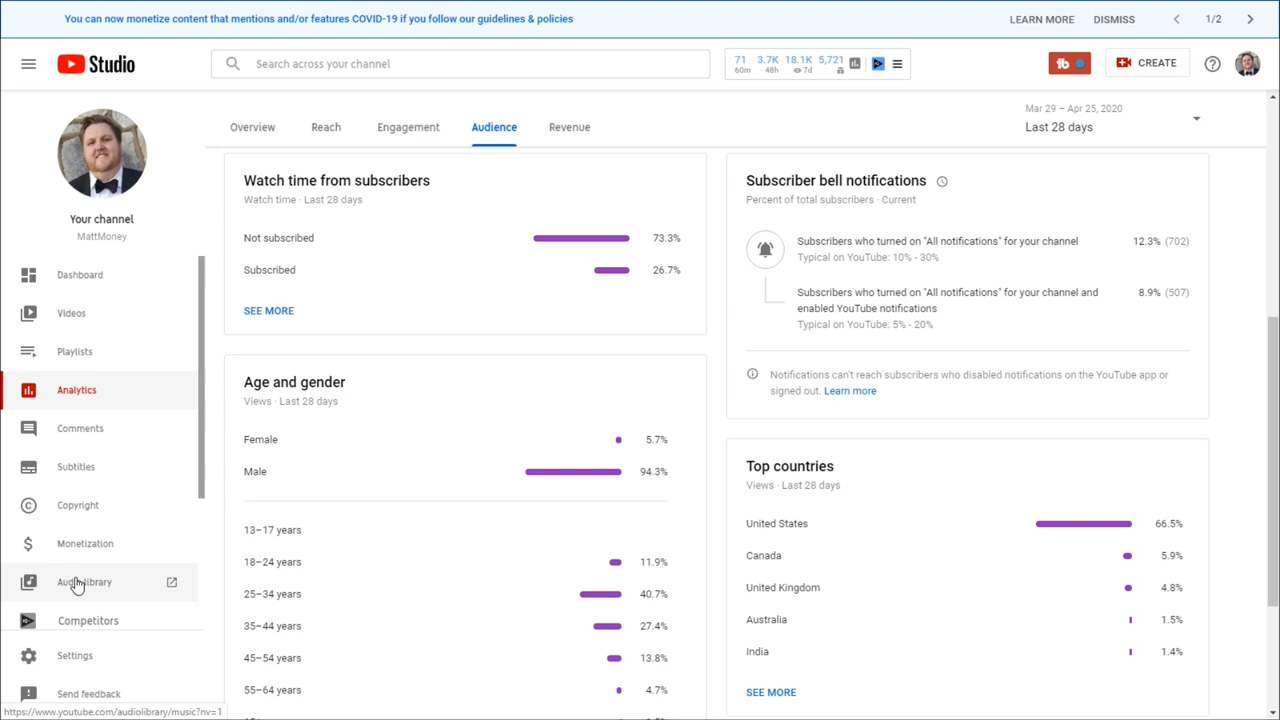 You can now monetize content that mentions and/or features COVID-19 if you follow our guidelines & policies
LEARN MORE
DISMISS
1/2
Studio
Search across your channel
71 3.7K 18.1K 5,721
60m 48h 7d
tb
CREATE
Your channel
MattMoney
Dashboard
Videos
Playlists
Analytics
Comments
Subtitles
Copyright
Monetization
Competitors
Settings
Send feedback
https://www.youtube.com/audiolibrary/music?nv=1
Overview
Reach
Engagement
Audience
Revenue
Mar 29 – Apr 25, 2020
Last 28 days
Watch time from subscribers
Watch time · Last 28 days
Not subscribed 73.3%
Subscribed 26.7%
SEE MORE
Age and gender
Views · Last 28 days
Female 5.7%
Male 94.3%
13–17 years
18–24 years 11.9%
25–34 years 40.7%
35–44 years 27.4%
45–54 years 13.8%
55–64 years 4.7%
Subscriber bell notifications
Percent of total subscribers · Current
Subscribers who turned on "All notifications" for your channel 12.3% (702)
Typical on YouTube: 10% - 30%
Subscribers who turned on "All notifications" for your channel and 8.9% (507)
enabled YouTube notifications
Typical on YouTube: 5% - 20%
Notifications can't reach subscribers who disabled notifications on the YouTube app or
signed out. Learn more
Top countries
Views · Last 28 days
United States 66.5%
Canada 5.9%
United Kingdom 4.8%
Australia 1.5%
India 1.4%
SEE MORE